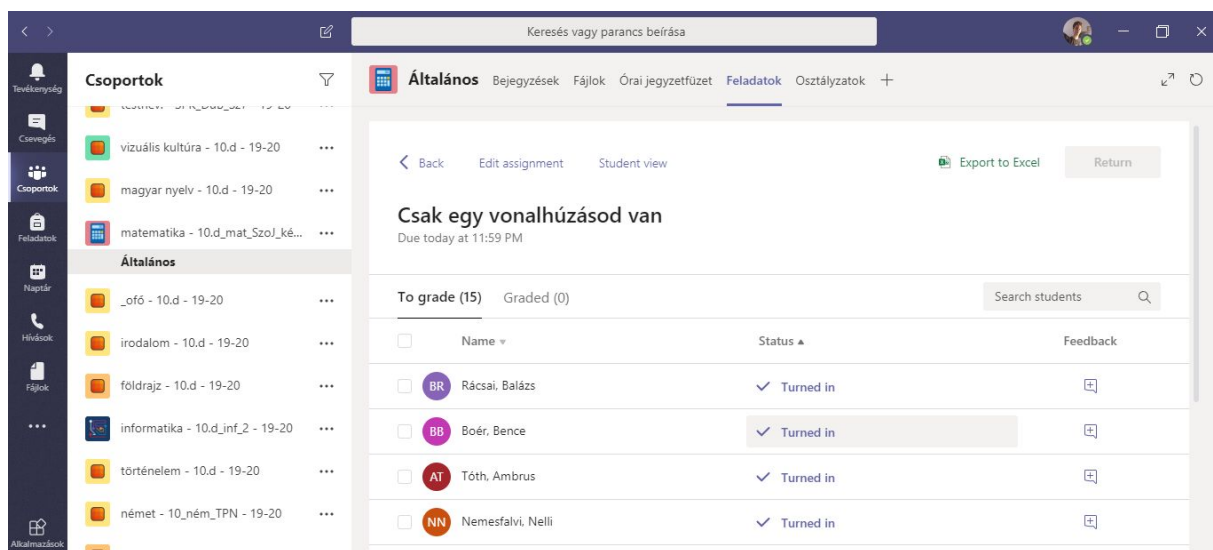 Keresés vagy parancs beírása
Tevékenység
Csevegés
Csoportok
Feladatok
Naptár
Hívások
Fájlok
Alkalmazások
Csoportok
vizuális kultúra - 10.d - 19-20
magyar nyelv - 10.d - 19-20
matematika - 10.d_mat_SzoJ_ké...
Általános
_ofő - 10.d - 19-20
irodalom - 10.d - 19-20
földrajz - 10.d - 19-20
informatika - 10.d_inf_2 - 19-20
történelem - 10.d - 19-20
német - 10_ném_TPN - 19-20
Általános Bejegyzések Fájlok Órai jegyzetfüzet Feladatok Osztályzatok
Back Edit assignment Student view Export to Excel Return
Csak egy vonalhúzásod van
Due today at 11:59 PM
To grade (15) Graded (0) Search students
Name Status Feedback
BR Rácsai, Balázs Turned in
BB Boér, Bence Turned in
AT Tóth, Ambrus Turned in
NN Nemesfalvi, Nelli Turned in